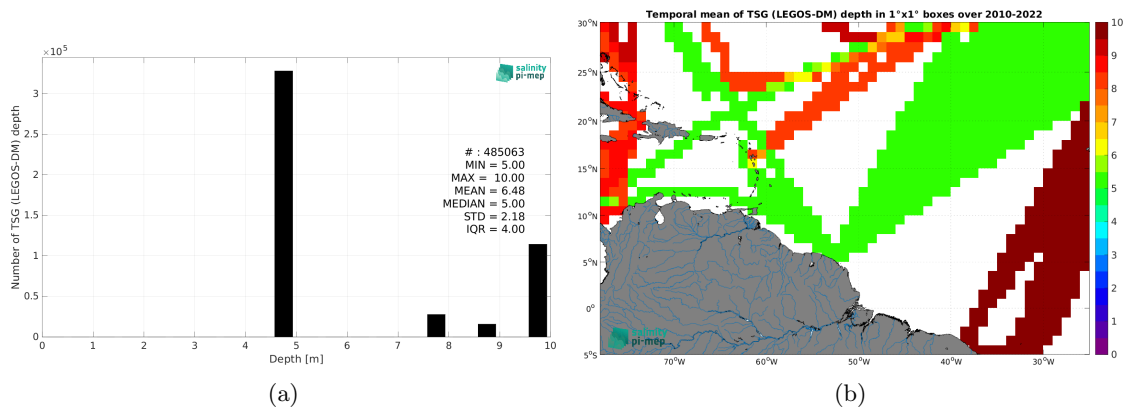 ×10⁵
3
2.5
2
1.5
1
0.5
0
Number of TSG (LEGOS-DM) depth
salinity
pi-mep
# : 485063
MIN = 5.00
MAX = 10.00
MEAN = 6.48
MEDIAN = 5.00
STD = 2.18
IQR = 4.00
0 1 2 3 4 5 6 7 8 9 10
Depth [m]
(a)
Temporal mean of TSG (LEGOS-DM) depth in 1°x1° boxes over 2010-2022
30°N
25°N
20°N
15°N
10°N
5°N
0°
5°S
70°W 60°W 50°W 40°W 30°W
salinity
pi-mep
10
9
8
7
6
5
4
3
2
1
0
(b)